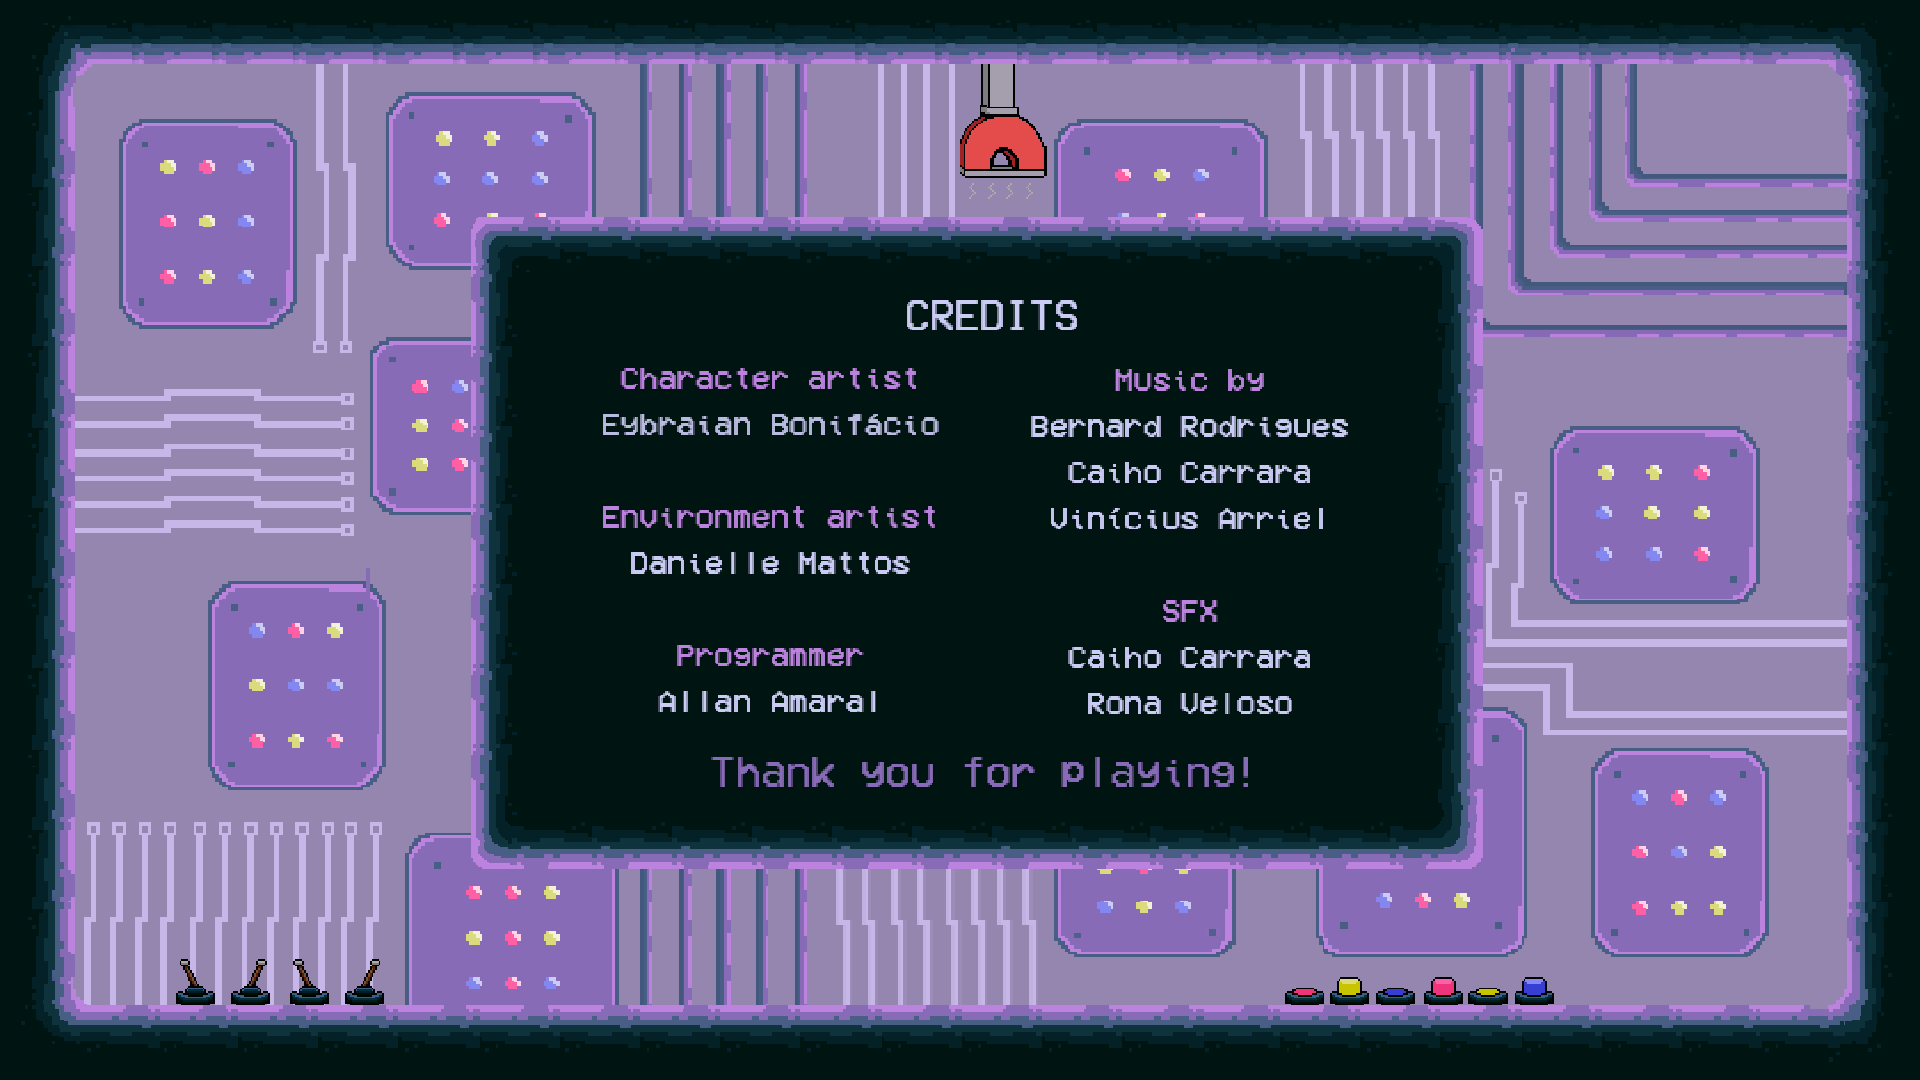 CREDITS
Character artist
Eybraian Bonifácio
Environment artist
Danielle Mattos
Programmer
Allan Amaral
Music by
Bernard Rodrigues
Caiho Carrara
Vinícius Arriel
SFX
Caiho Carrara
Rona Veloso
Thank you for playing!